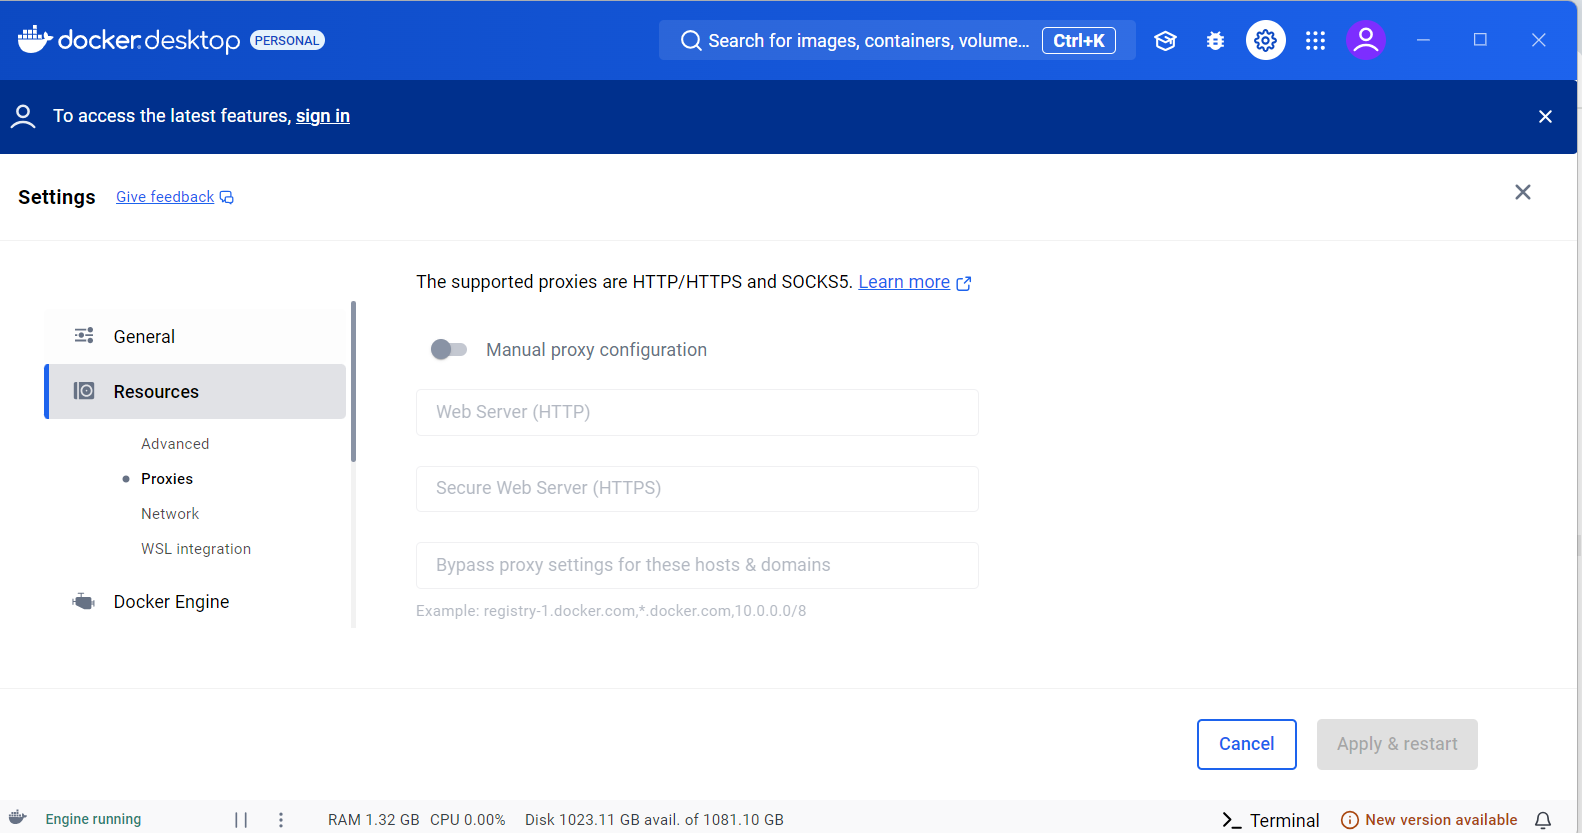 docker.desktop PERSONAL
Search for images, containers, volume... Ctrl+K
To access the latest features, sign in
Settings Give feedback
The supported proxies are HTTP/HTTPS and SOCKS5. Learn more
General
Resources
Advanced
Proxies
Network
WSL integration
Docker Engine
Manual proxy configuration
Web Server (HTTP)
Secure Web Server (HTTPS)
Bypass proxy settings for these hosts & domains
Example: registry-1.docker.com,*.docker.com,10.0.0.0/8
Cancel Apply & restart
Engine running RAM 1.32 GB CPU 0.00% Disk 1023.11 GB avail. of 1081.10 GB Terminal New version available